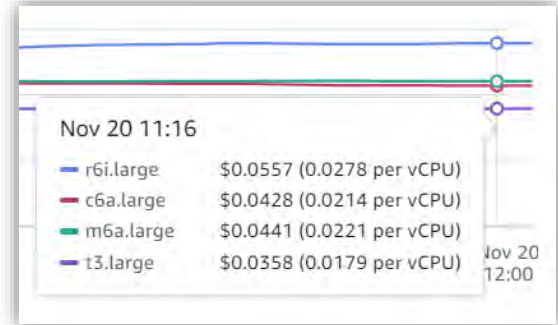 Nov 20 11:16
r6i.large $0.0557 (0.0278 per vCPU)
c6a.large $0.0428 (0.0214 per vCPU)
m6a.large $0.0441 (0.0221 per vCPU)
t3.large $0.0358 (0.0179 per vCPU)
Nov 20
12:00